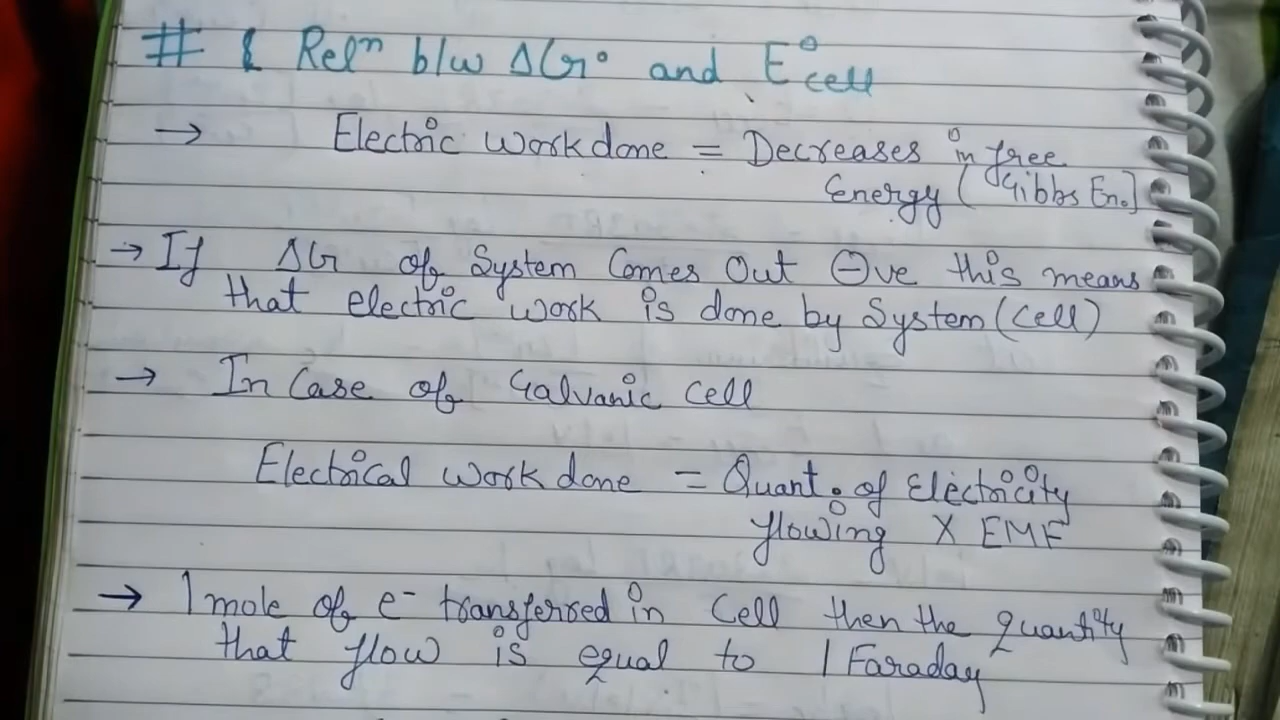 # Relⁿ b/w ΔG° and E°cell
→ Electric Work done = Decreases in free
Energy (Gibbs En.]
→ If ΔG of System Comes Out ⊖ve this means
that electric work is done by System (Cell)
→ In Case of Galvanic Cell
Electrical Work done = Quant. of Electricity
flowing X EMF
→ 1 mole of e⁻ transferred in Cell then the quantity
that flow is equal to 1 Faraday